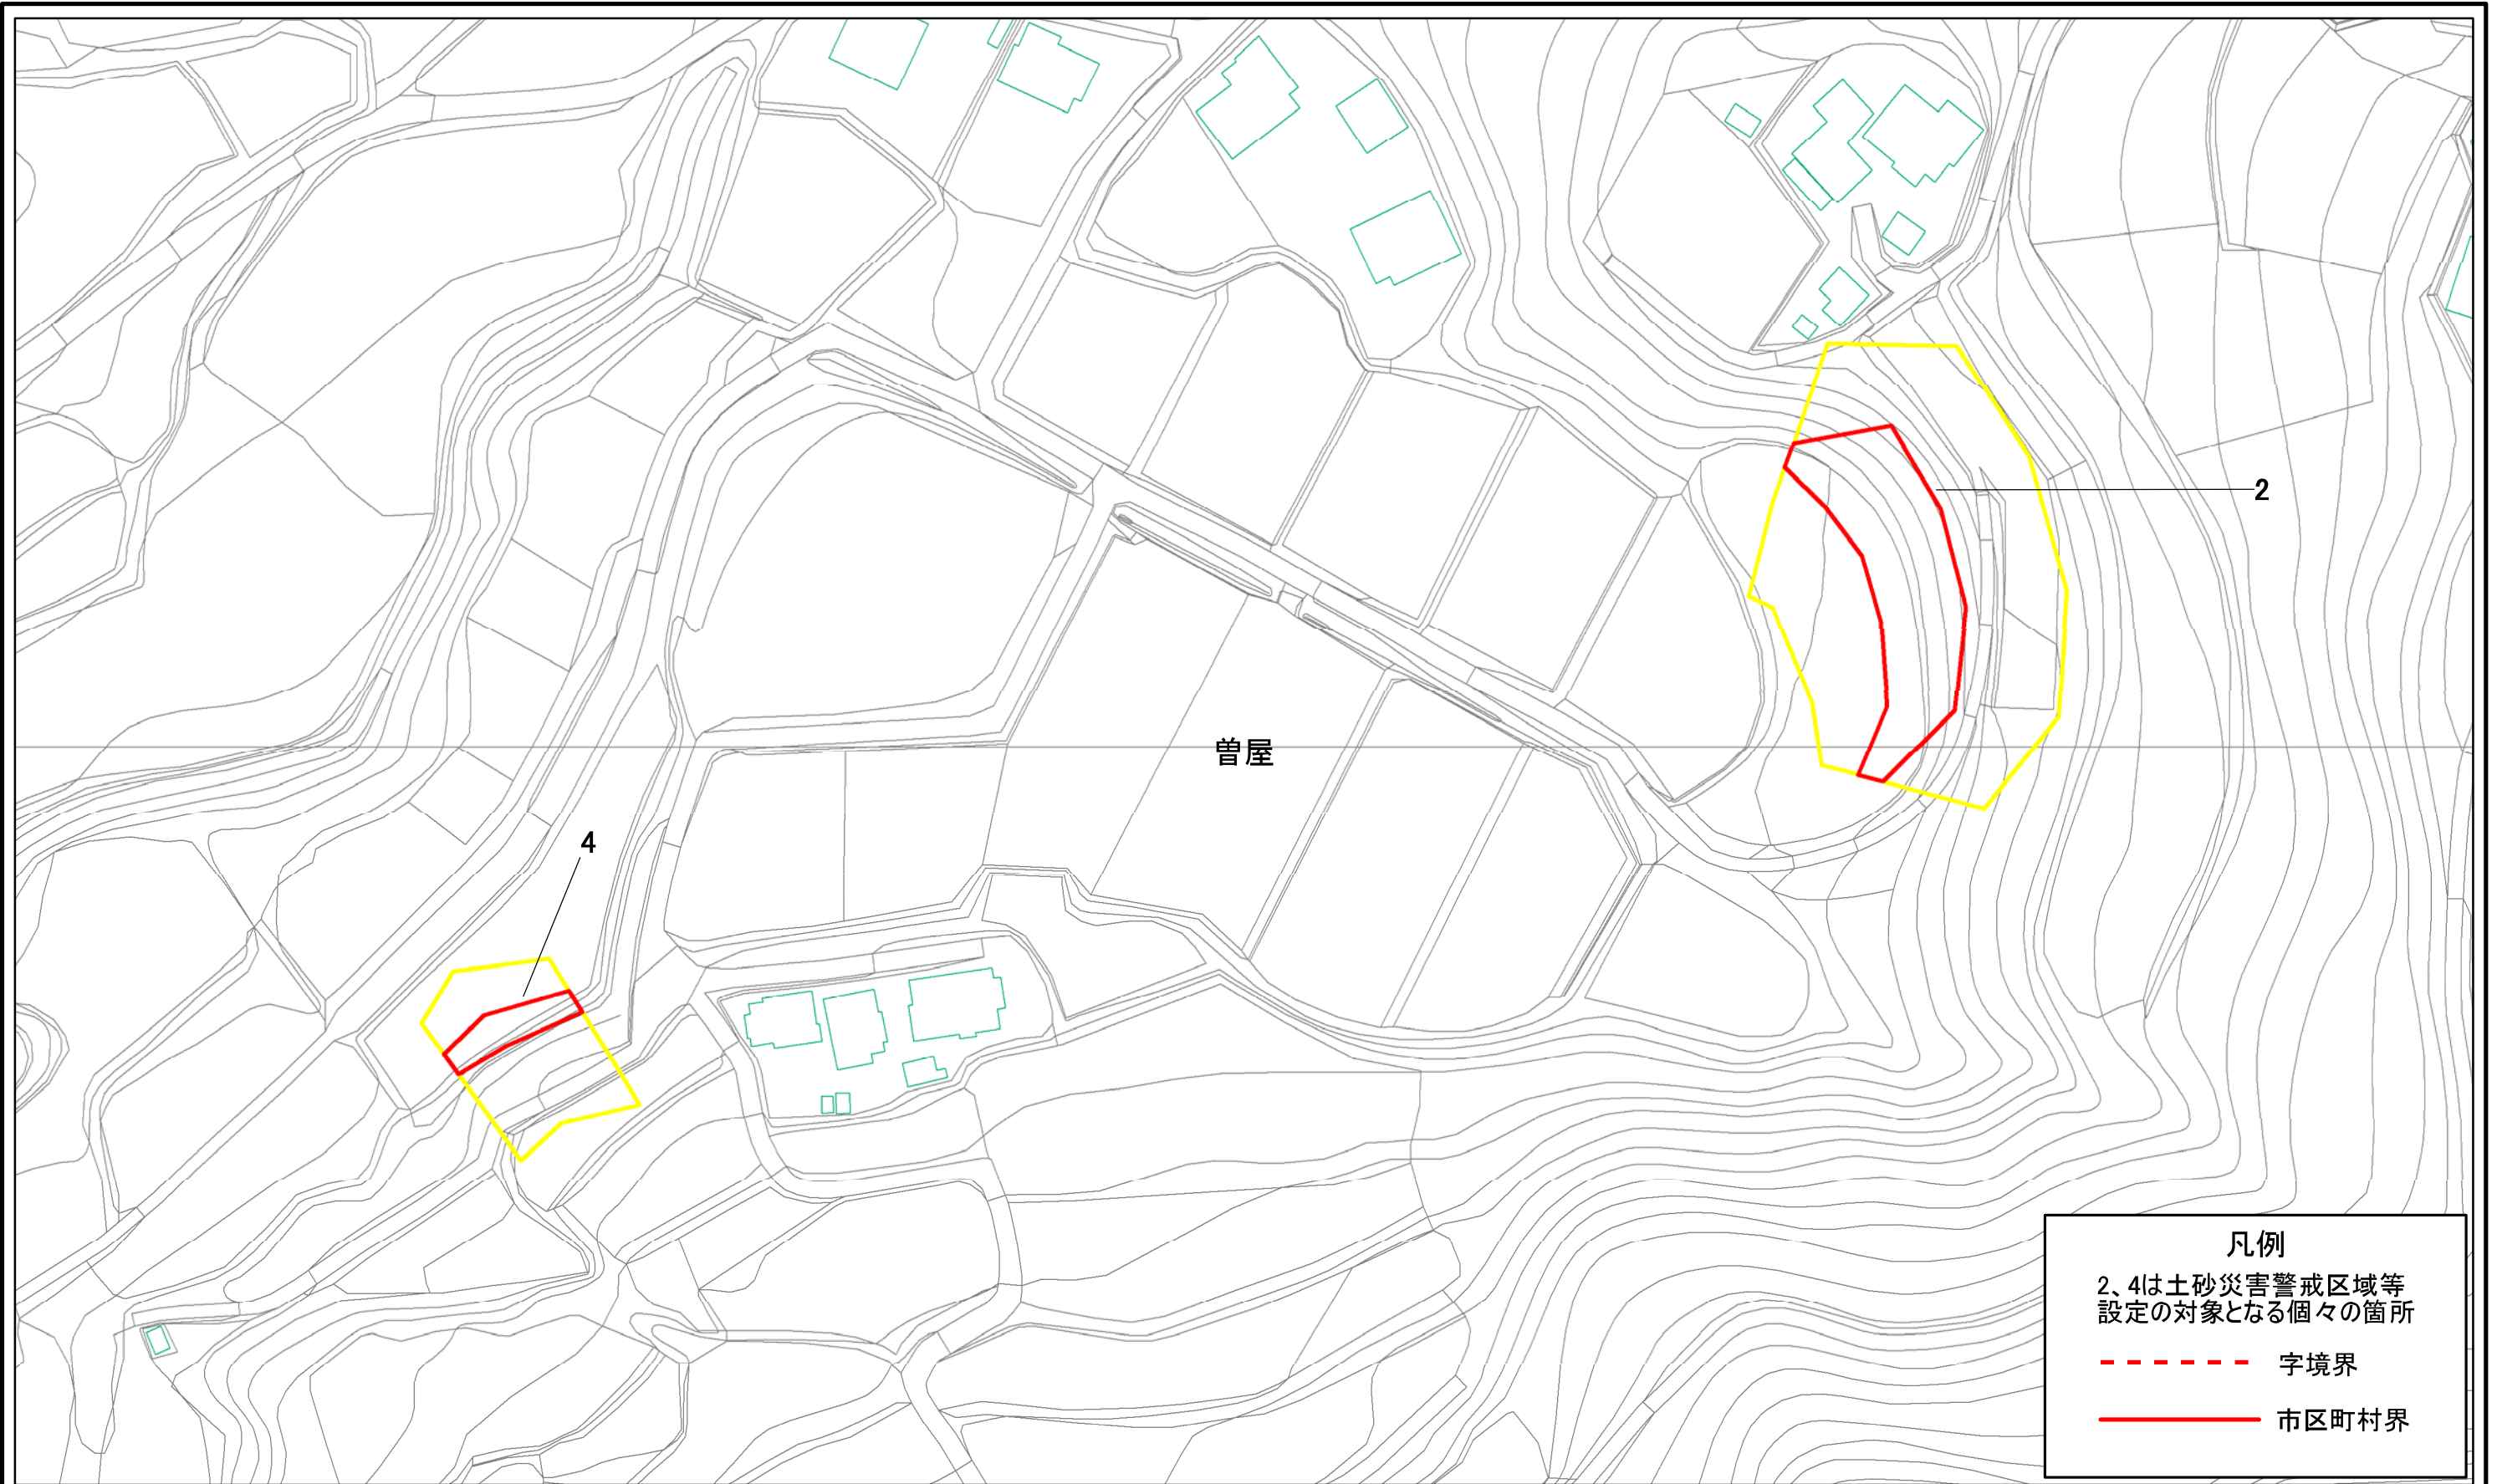 2
曽屋
4
凡例
2、4は土砂災害警戒区域等
設定の対象となる個々の箇所
字境界
市区町村界